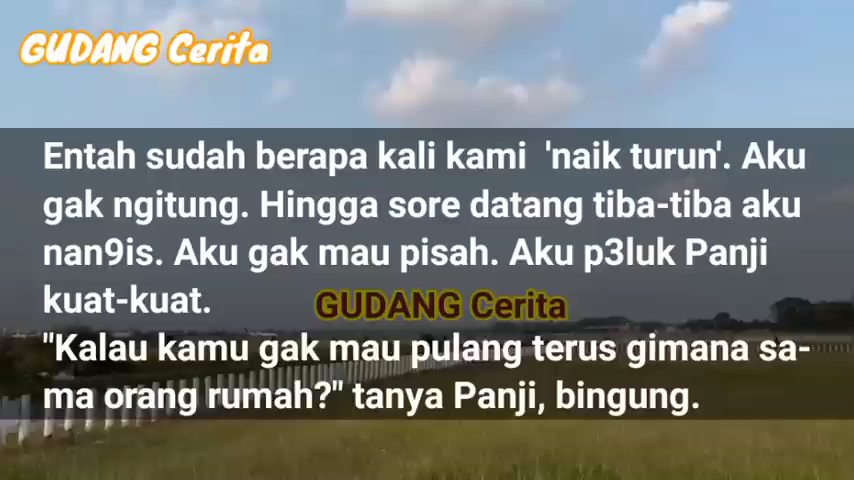 GUDANG Cerita
Entah sudah berapa kali kami 'naik turun'. Aku
gak ngitung. Hingga sore datang tiba-tiba aku
nan9is. Aku gak mau pisah. Aku p3luk Panji
kuat-kuat.
GUDANG Cerita
"Kalau kamu gak mau pulang terus gimana sa-
ma orang rumah?" tanya Panji, bingung.